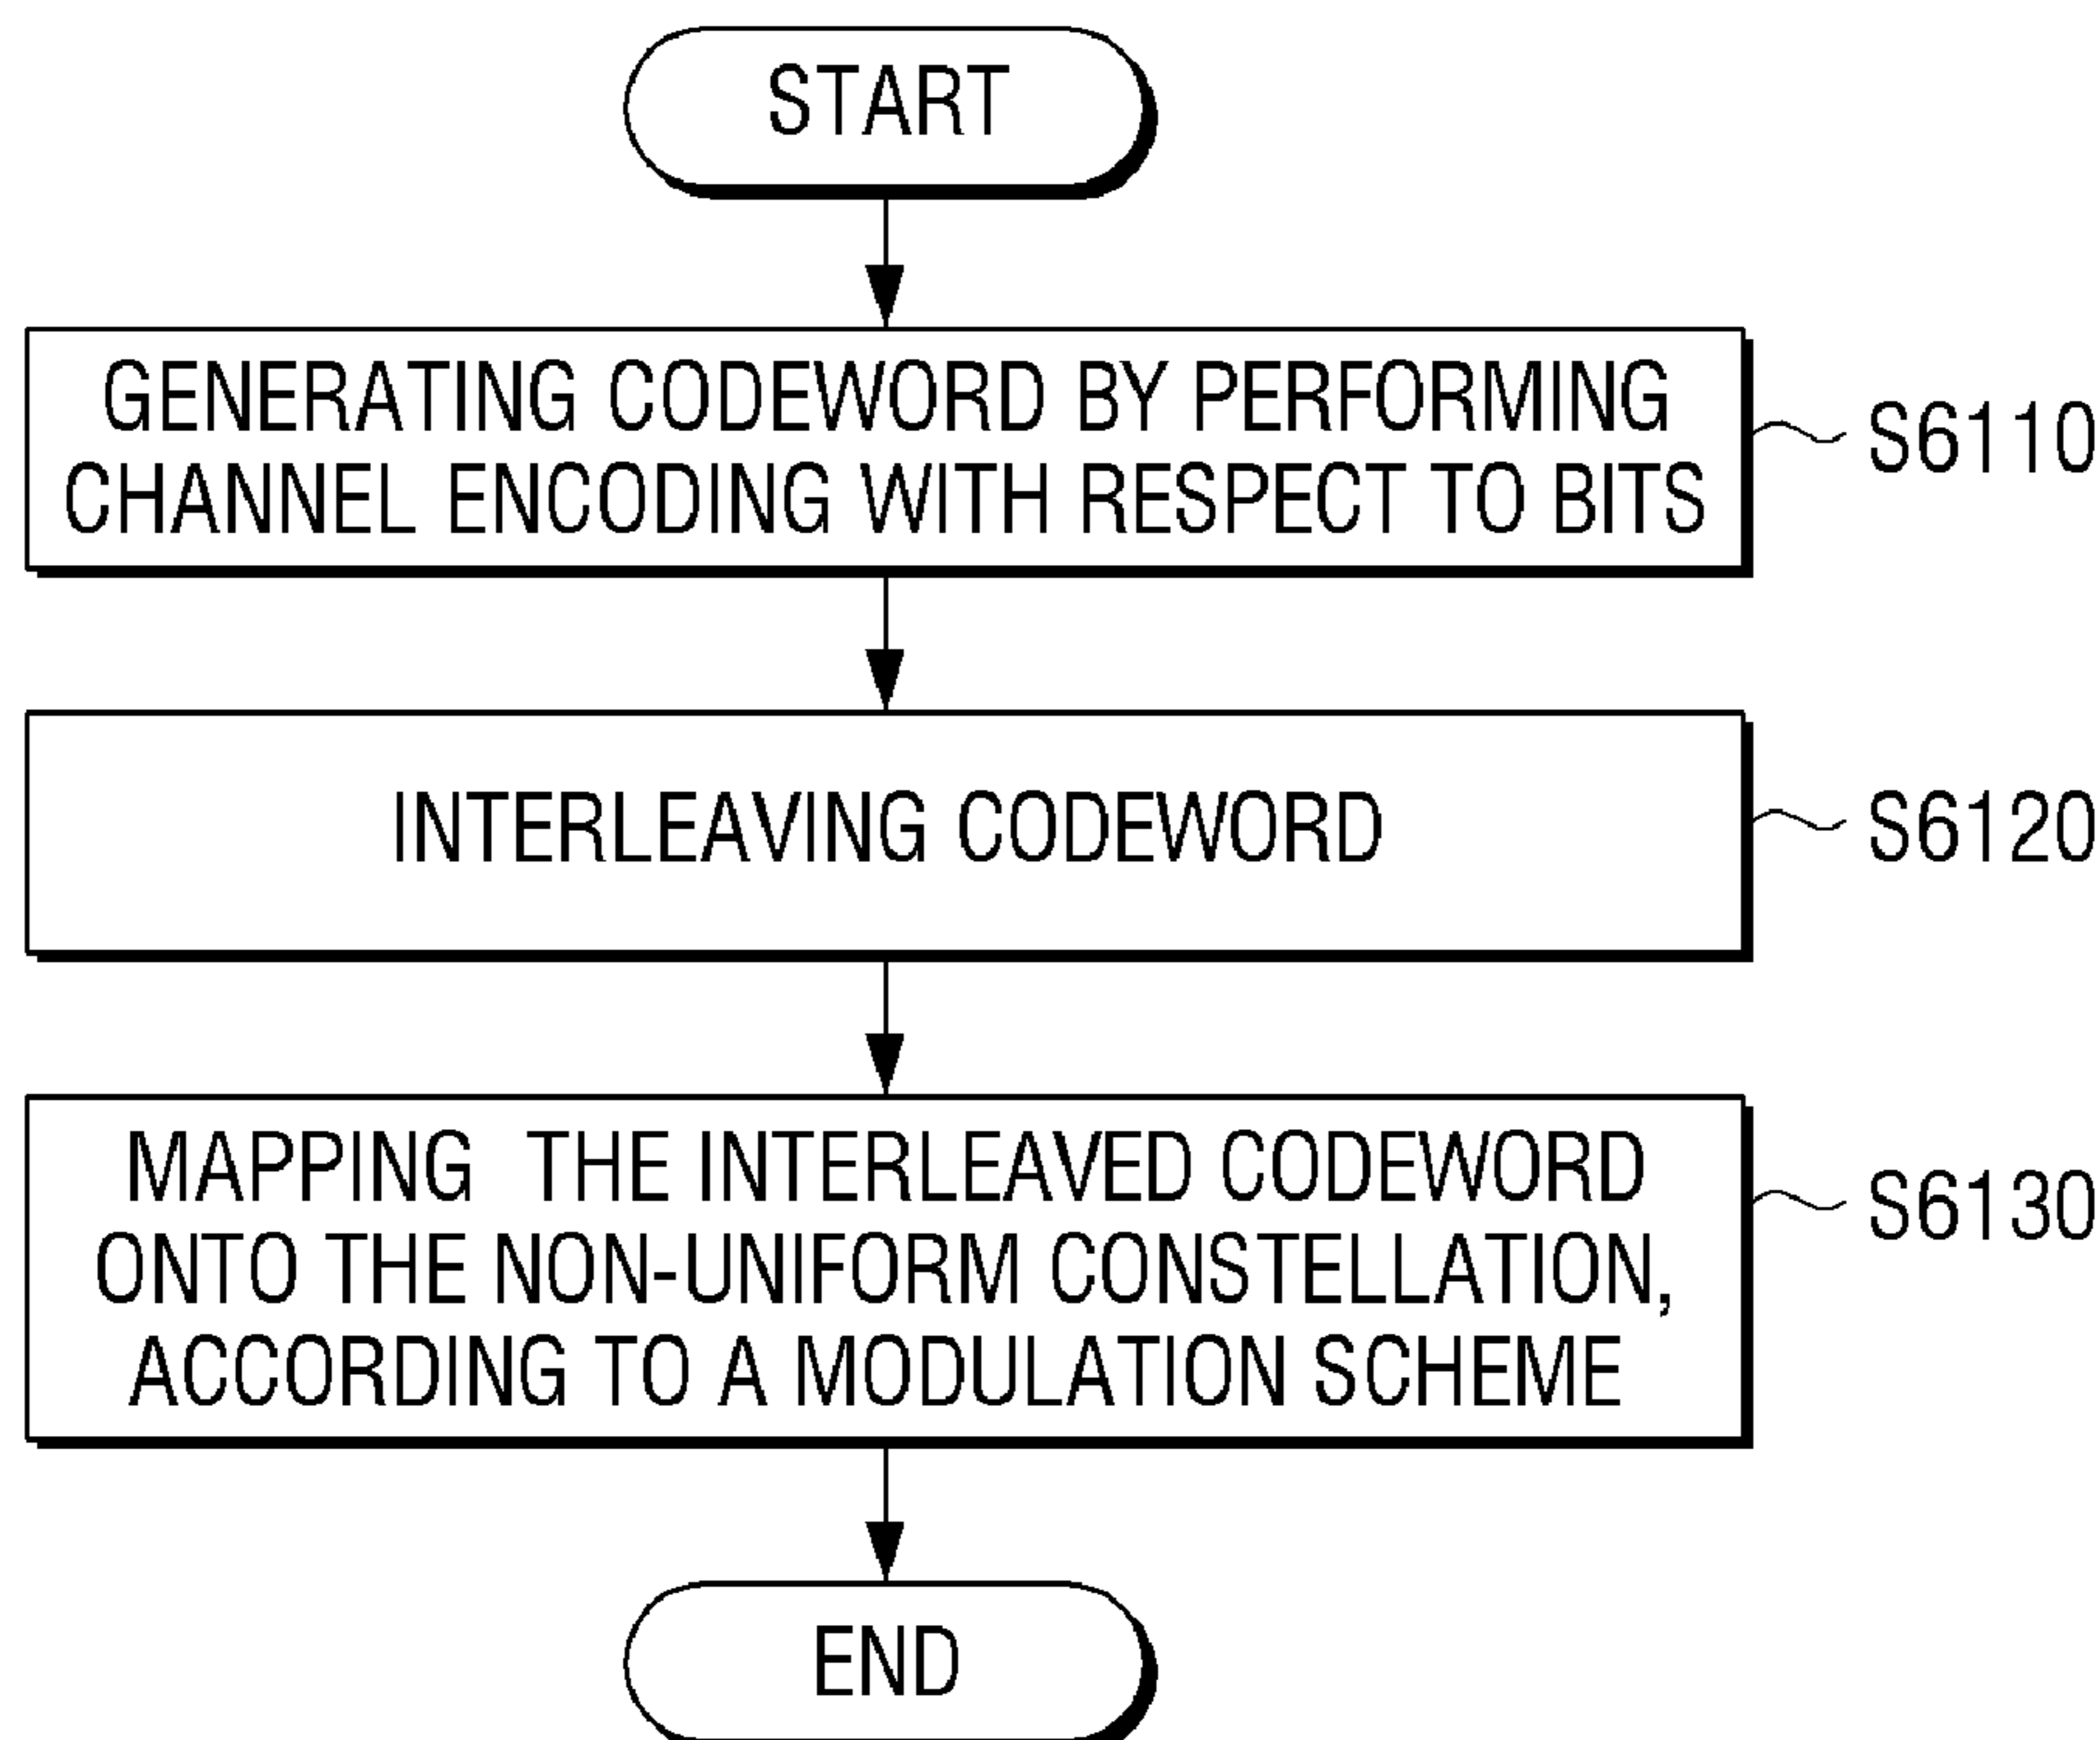 START
GENERATING CODEWORD BY PERFORMING
CHANNEL ENCODING WITH RESPECT TO BITS
S6110
INTERLEAVING CODEWORD
S6120
MAPPING THE INTERLEAVED CODEWORD
ONTO THE NON-UNIFORM CONSTELLATION,
ACCORDING TO A MODULATION SCHEME
S6130
END